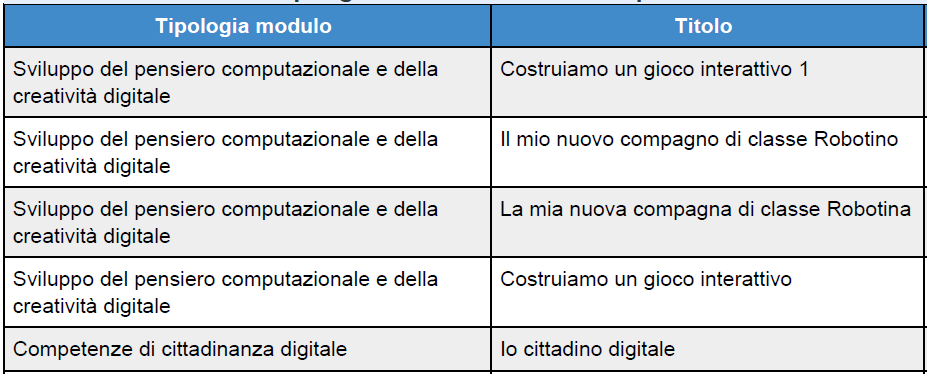 Tipologia modulo Titolo
Sviluppo del pensiero computazionale e della Costruiamo un gioco interattivo 1
creatività digitale
Sviluppo del pensiero computazionale e della Il mio nuovo compagno di classe Robotino
creatività digitale
Sviluppo del pensiero computazionale e della La mia nuova compagna di classe Robotina
creatività digitale
Sviluppo del pensiero computazionale e della Costruiamo un gioco interattivo
creatività digitale
Competenze di cittadinanza digitale Io cittadino digitale